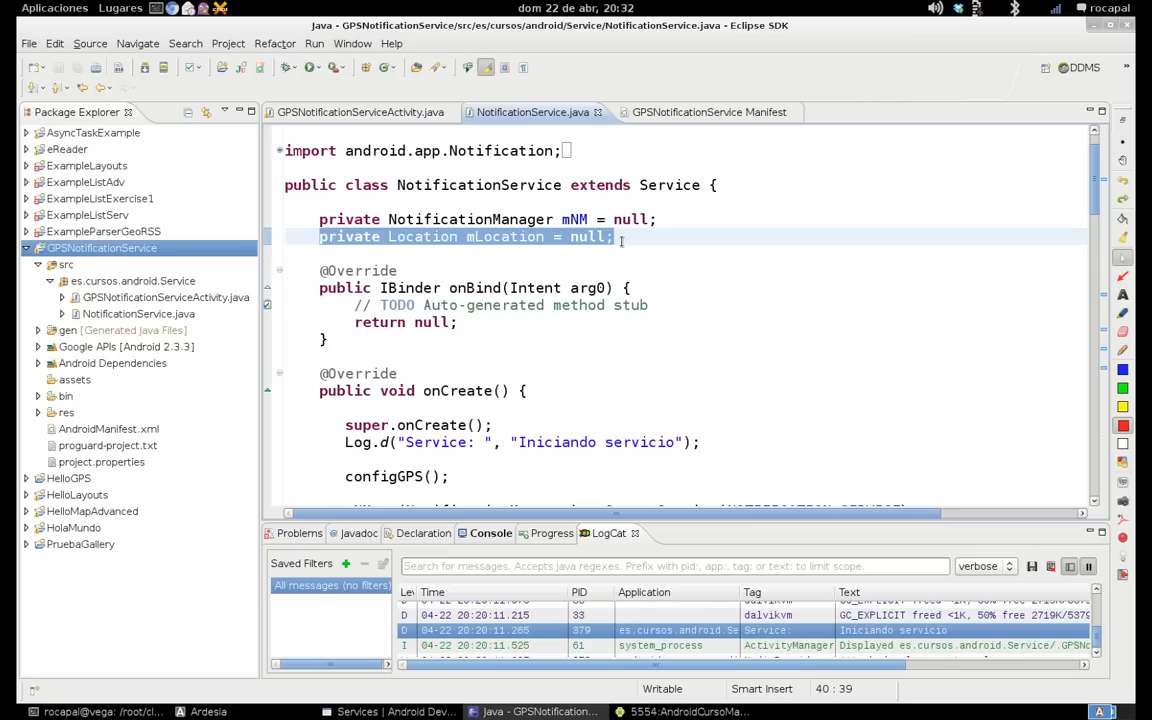 Aplicaciones Lugares dom 22 de abr, 20:32 rocapal
Java - GPSNotificationService/src/es/cursos/android/Service/NotificationService.java - Eclipse SDK
File Edit Source Navigate Search Project Refactor Run Window Help
DDMS
Package Explorer
GPSNotificationServiceActivity.java NotificationService.java GPSNotificationService Manifest
AsyncTaskExample
eReader
ExampleLayouts
ExampleListAdv
ExampleListExercise1
ExampleListServ
ExampleParserGeoRSS
GPSNotificationService
src
es.cursos.android.Service
GPSNotificationServiceActivity.java
NotificationService.java
gen [Generated Java Files]
Google APIs [Android 2.3.3]
Android Dependencies
assets
bin
res
AndroidManifest.xml
proguard-project.txt
project.properties
HelloGPS
HelloLayouts
HelloMapAdvanced
HolaMundo
PruebaGallery
import android.app.Notification;
public class NotificationService extends Service {
private NotificationManager mNM = null;
private Location mLocation = null;
@Override
public IBinder onBind(Intent arg0) {
// TODO Auto-generated method stub
return null;
}
@Override
public void onCreate() {
super.onCreate();
Log.d("Service: ", "Iniciando servicio");
configGPS();
Problems Javadoc Declaration Console Progress LogCat
Saved Filters
All messages (no filters)
Search for messages. Accepts Java regexes. Prefix with pid:, app:, tag: or text: to limit scope. verbose
Le Time PID Application Tag Text
D 04-22 20:20:11.215 33 dalvikvm GC_EXPLICIT freed <1K, 50% free 2719K/5379
D 04-22 20:20:11.265 379 es.cursos.android.Se Service: Iniciando servicio
I 04-22 20:20:11.525 61 system_process ActivityManager Displayed es.cursos.android.Service/.GPSNo
Writable Smart Insert 40 : 39
rocapal@vega: /root/cl... Ardesia Services | Android Dev... Java - GPSNotification... 5554:AndroidCursoMa...